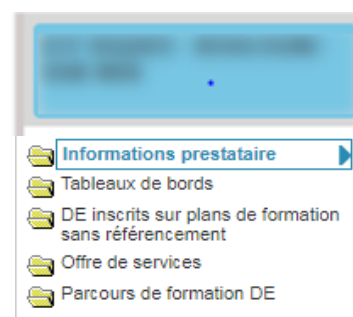 Informations prestataire
Tableaux de bords
DE inscrits sur plans de formation
sans référencement
Offre de services
Parcours de formation DE